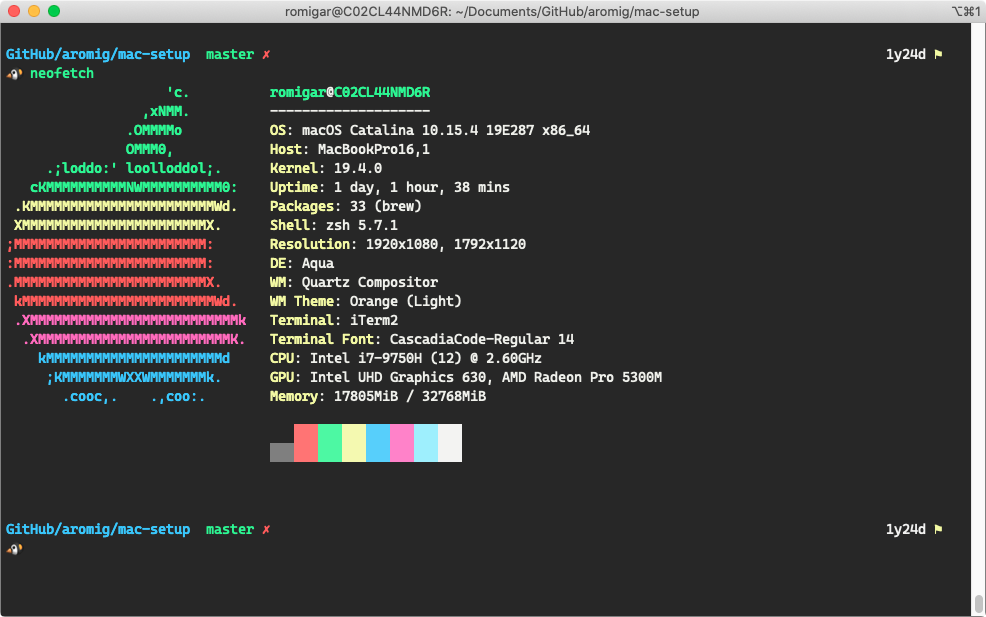 romigar@C02CL44NMD6R: ~/Documents/GitHub/aromig/mac-setup ⌥⌘1
GitHub/aromig/mac-setup master ✗ 1y24d ⚑
neofetch
'c. romigar@C02CL44NMD6R
,xNMM. --------------------
.OMMMMo OS: macOS Catalina 10.15.4 19E287 x86_64
OMMM0, Host: MacBookPro16,1
.;loddo:' loolloddol;. Kernel: 19.4.0
cKMMMMMMMMMMNWMMMMMMMMMM0: Uptime: 1 day, 1 hour, 38 mins
.KMMMMMMMMMMMMMMMMMMMMMMMWd. Packages: 33 (brew)
XMMMMMMMMMMMMMMMMMMMMMMMX. Shell: zsh 5.7.1
;MMMMMMMMMMMMMMMMMMMMMMMM: Resolution: 1920x1080, 1792x1120
:MMMMMMMMMMMMMMMMMMMMMMMM: DE: Aqua
.MMMMMMMMMMMMMMMMMMMMMMMMX. WM: Quartz Compositor
kMMMMMMMMMMMMMMMMMMMMMMMMWd. WM Theme: Orange (Light)
.XMMMMMMMMMMMMMMMMMMMMMMMMMMk Terminal: iTerm2
.XMMMMMMMMMMMMMMMMMMMMMMMMK. Terminal Font: CascadiaCode-Regular 14
kMMMMMMMMMMMMMMMMMMMMMMd CPU: Intel i7-9750H (12) @ 2.60GHz
;KMMMMMMMWXXWMMMMMMMk. GPU: Intel UHD Graphics 630, AMD Radeon Pro 5300M
.cooc,. .,coo:. Memory: 17805MiB / 32768MiB
GitHub/aromig/mac-setup master ✗ 1y24d ⚑